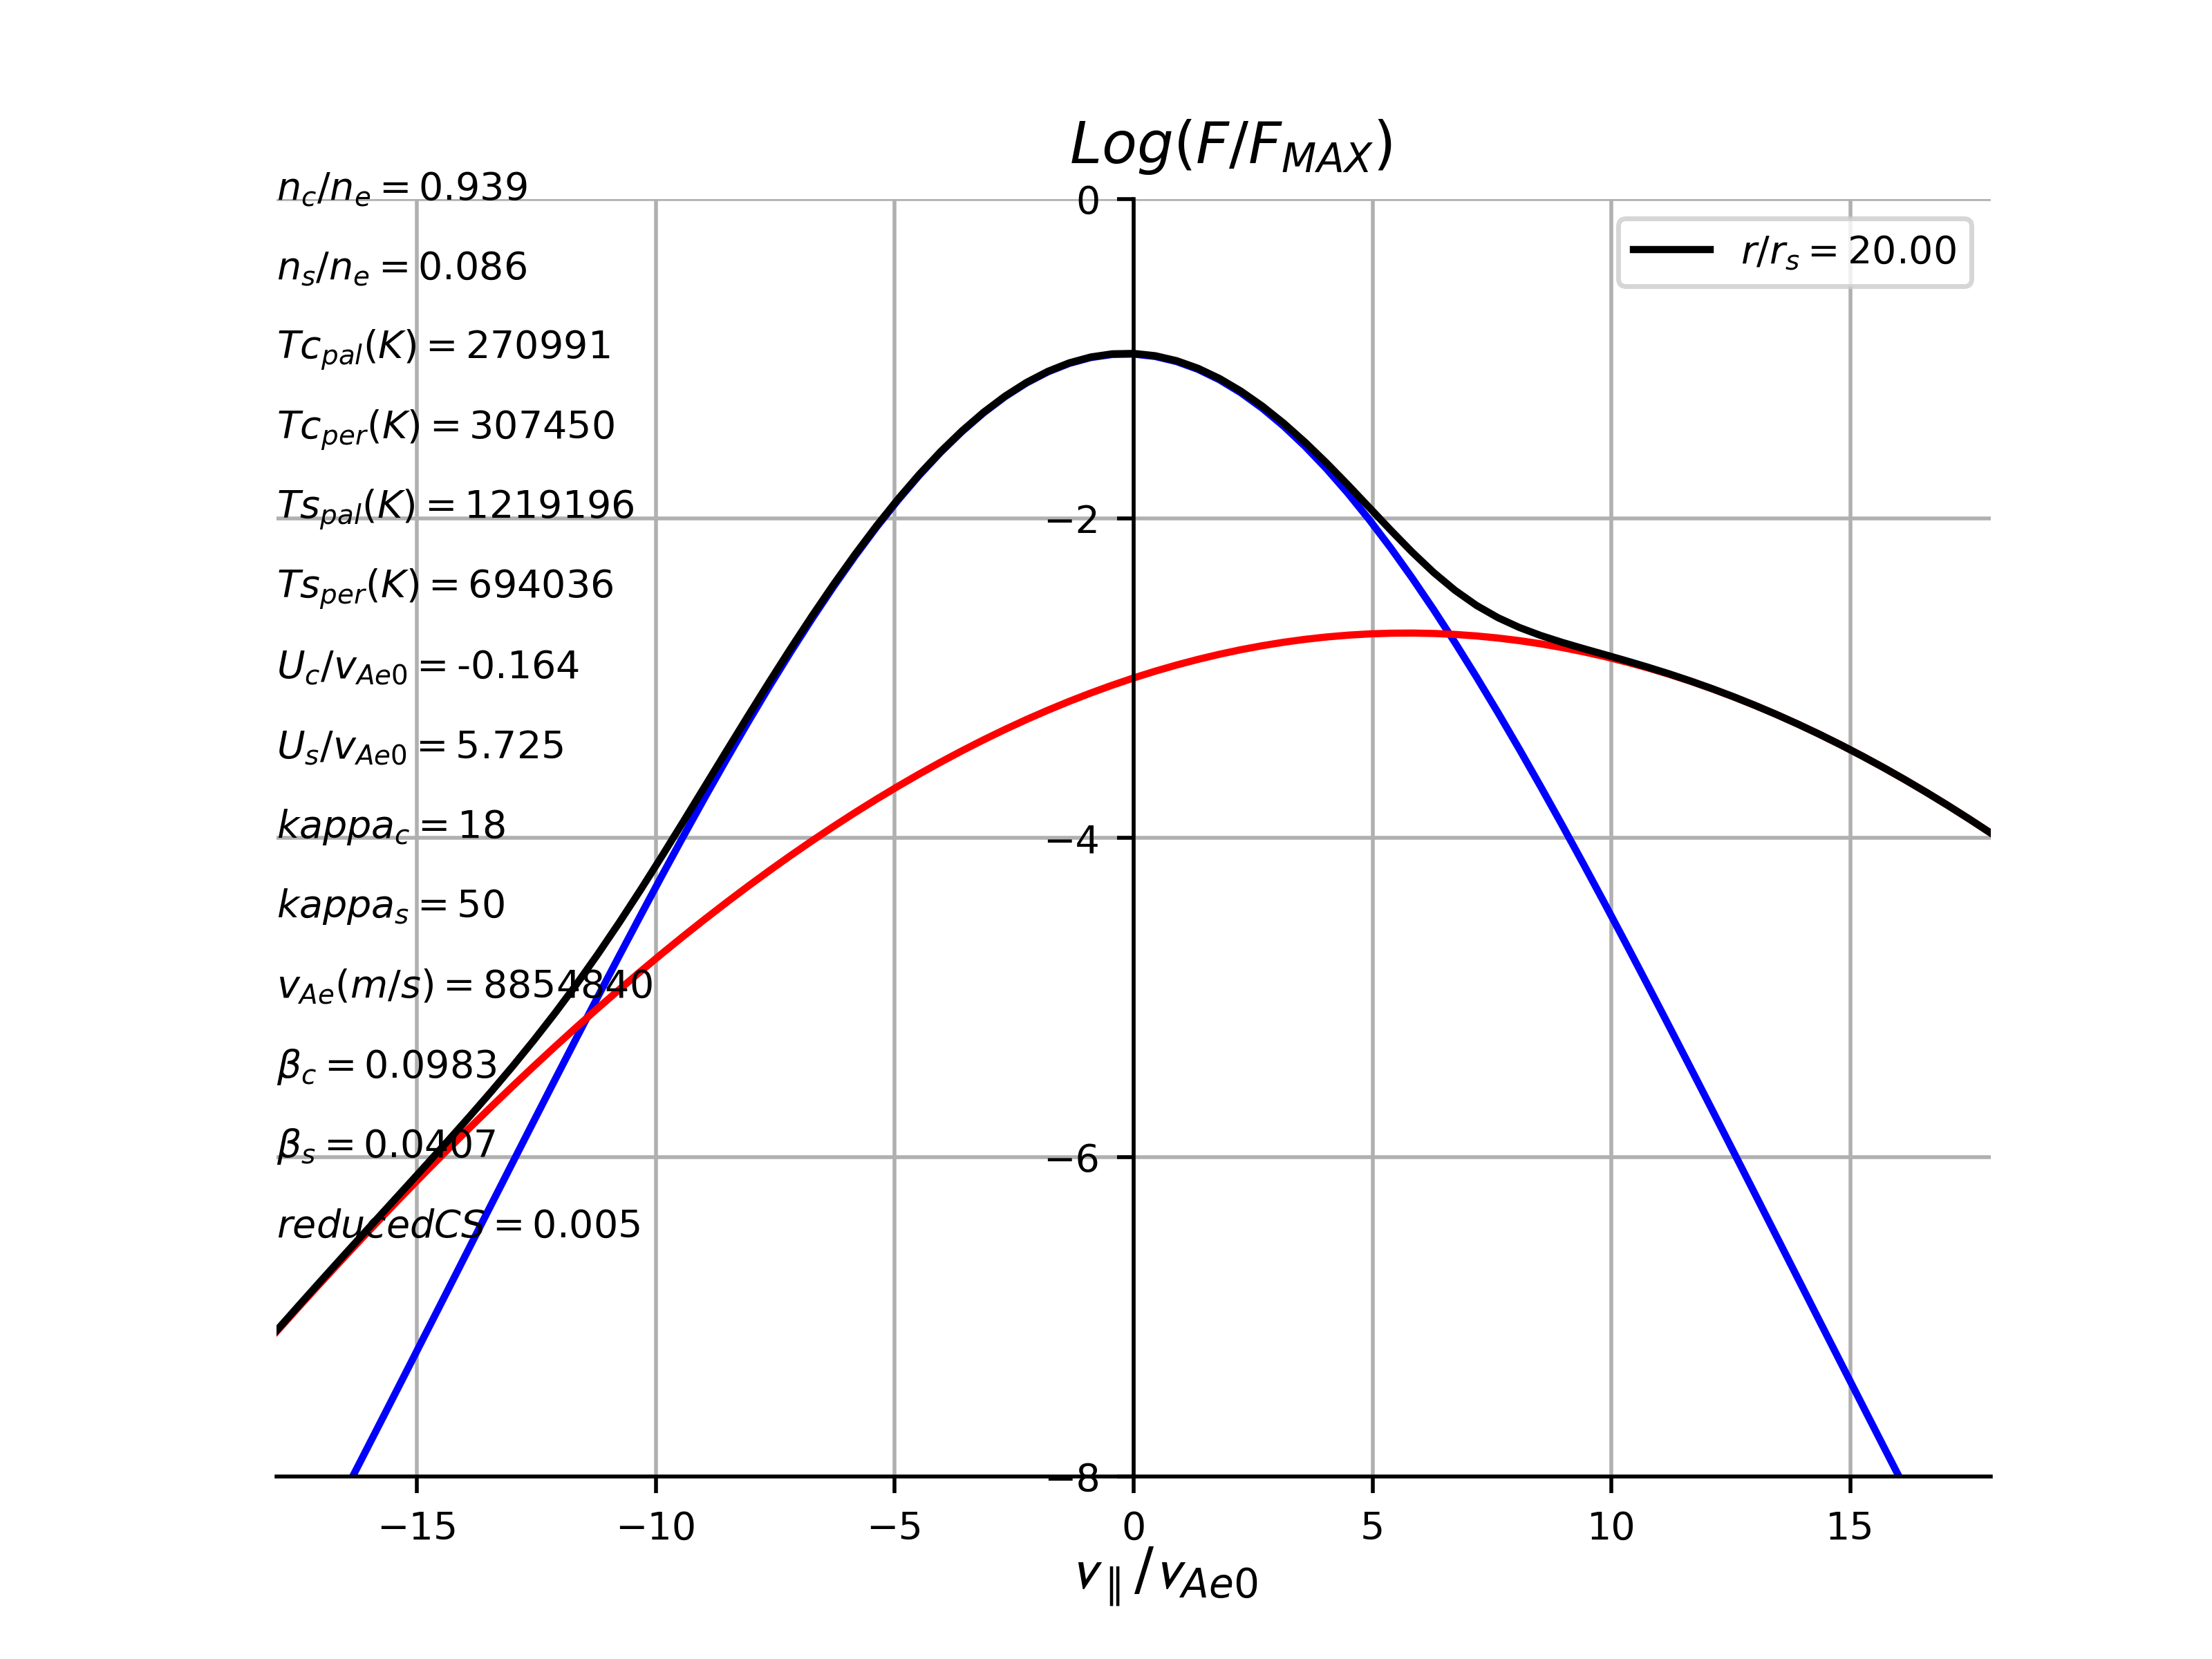 Log(F/F_MAX)
n_c/n_e = 0.939
n_s/n_e = 0.086
Tc_pal(K) = 270991
Tc_per(K) = 307450
Ts_pal(K) = 1219196
Ts_per(K) = 694036
U_c/v_Ae0 = -0.164
U_s/v_Ae0 = 5.725
kappa_c = 18
kappa_s = 50
v_Ae(m/s) = 8854840
β_c = 0.0983
β_s = 0.0407
reducedCS = 0.005
r/r_s = 20.00
0
−2
−4
−6
−8
−15 −10 −5 0 5 10 15
v_∥/v_Ae0